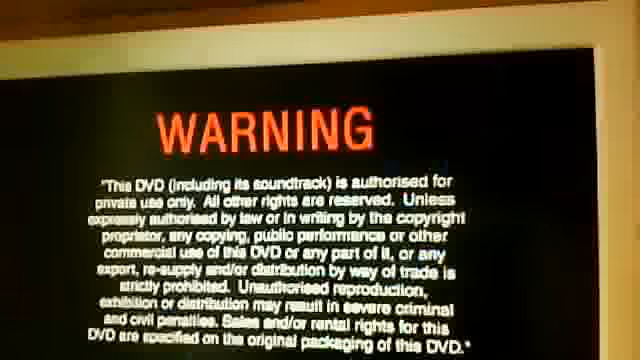 WARNING
"This DVD (including its soundtrack) is authorised for
private use only. All other rights are reserved. Unless
expressly authorised by law or in writing by the copyright
proprietor, any copying, public performance or other
commercial use of this DVD or any part of it, or any
export, re-supply and/or distribution by way of trade is
strictly prohibited. Unauthorised reproduction,
exhibition or distribution may result in severe criminal
and civil penalties. Sales and/or rental rights for this
DVD are specified on the original packaging of this DVD."